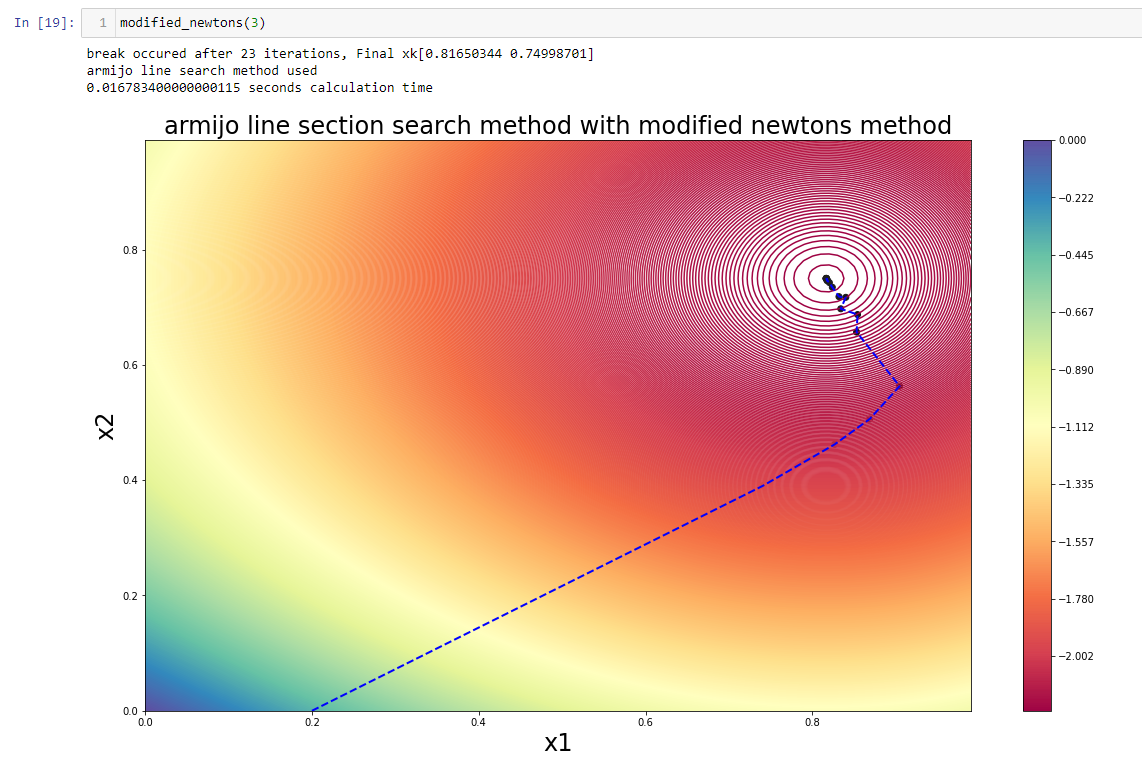 In [19]: 1 modified_newtons(3)
break occured after 23 iterations, Final xk[0.81650344 0.74998701]
armijo line search method used
0.016783400000000115 seconds calculation time
armijo line section search method with modified newtons method
0.8
0.6
0.4
0.2
0.0
x2
0.0 0.2 0.4 0.6 0.8
x1
0.000
−0.222
−0.445
−0.667
−0.890
−1.112
−1.335
−1.557
−1.780
−2.002